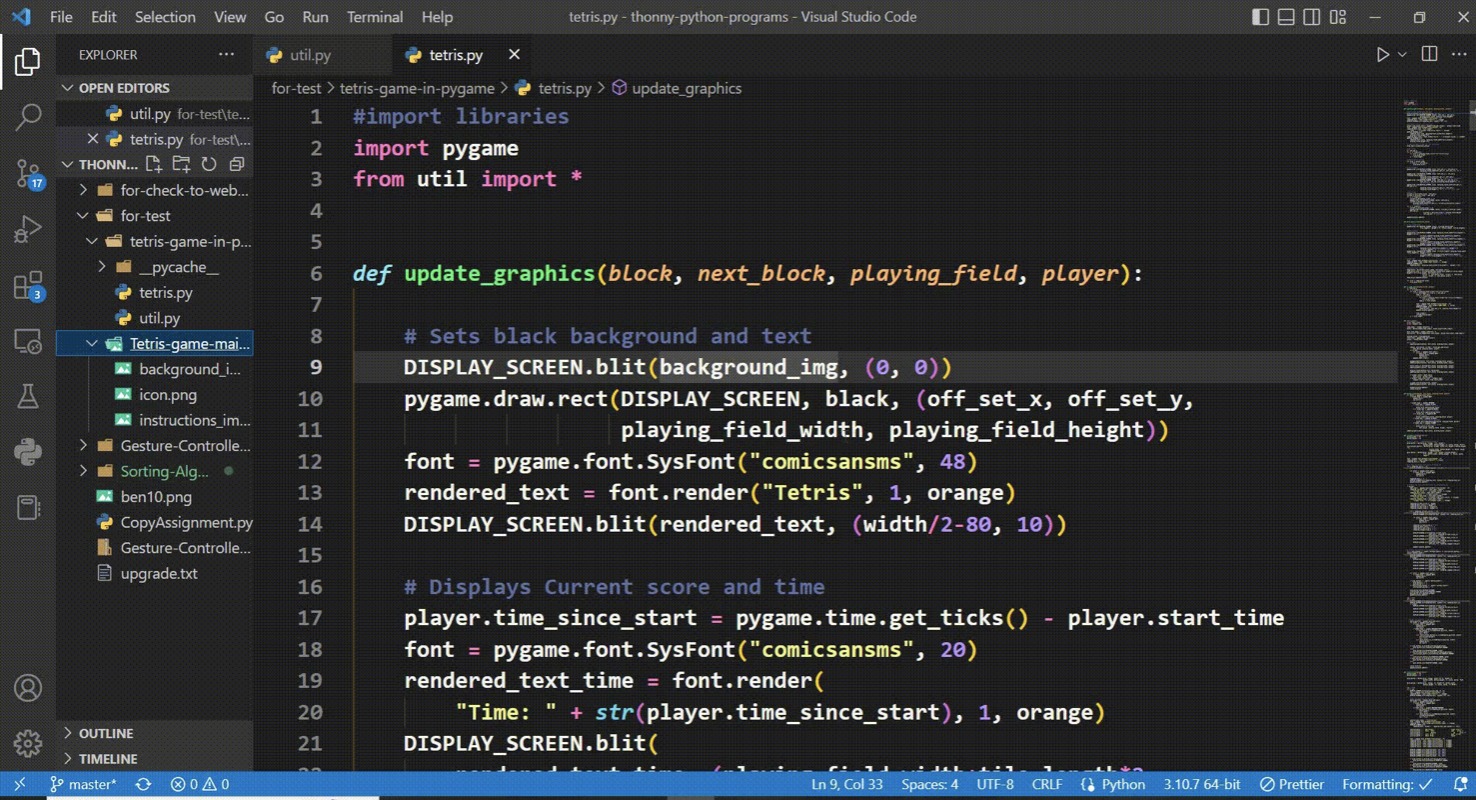 File Edit Selection View Go Run Terminal Help tetris.py - thonny-python-programs - Visual Studio Code
EXPLORER
util.py
tetris.py
OPEN EDITORS
util.py for-test\te...
tetris.py for-test\...
THONN...
for-check-to-web...
for-test
tetris-game-in-p...
__pycache__
tetris.py
util.py
Tetris-game-mai...
background_i...
icon.png
instructions_im...
Gesture-Controlle...
Sorting-Alg...
ben10.png
CopyAssignment.py
Gesture-Controlle...
upgrade.txt
OUTLINE
TIMELINE
17
3
for-test > tetris-game-in-pygame > tetris.py > update_graphics
1 #import libraries
2 import pygame
3 from util import *
4
5
6 def update_graphics(block, next_block, playing_field, player):
7
8 # Sets black background and text
9 DISPLAY_SCREEN.blit(background_img, (0, 0))
10 pygame.draw.rect(DISPLAY_SCREEN, black, (off_set_x, off_set_y,
11 playing_field_width, playing_field_height))
12 font = pygame.font.SysFont("comicsansms", 48)
13 rendered_text = font.render("Tetris", 1, orange)
14 DISPLAY_SCREEN.blit(rendered_text, (width/2-80, 10))
15
16 # Displays Current score and time
17 player.time_since_start = pygame.time.get_ticks() - player.start_time
18 font = pygame.font.SysFont("comicsansms", 20)
19 rendered_text_time = font.render(
20 "Time: " + str(player.time_since_start), 1, orange)
21 DISPLAY_SCREEN.blit(
master* 0 0 Ln 9, Col 33 Spaces: 4 UTF-8 CRLF Python 3.10.7 64-bit Prettier Formatting: ✓